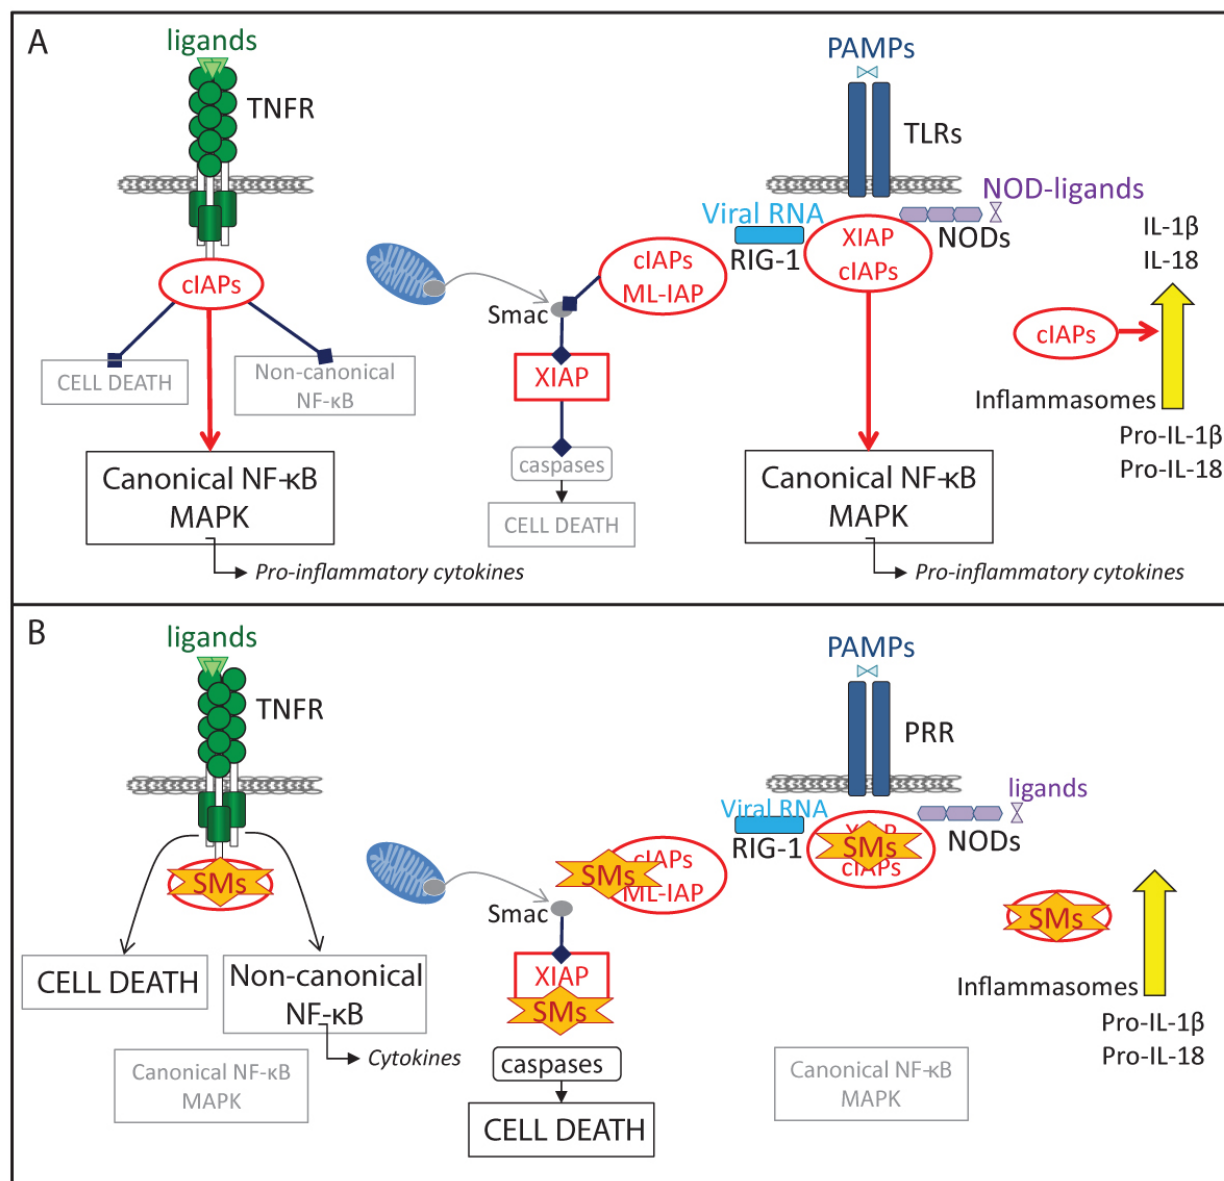 A
ligands
TNFR
cIAPs
CELL DEATH
Non-canonical
NF-κB
Canonical NF-κB
MAPK
Pro-inflammatory cytokines
Smac
cIAPs
ML-IAP
XIAP
caspases
CELL DEATH
PAMPs
TLRs
Viral RNA
RIG-1
XIAP
cIAPs
NOD-ligands
NODs
Canonical NF-κB
MAPK
Pro-inflammatory cytokines
IL-1β
IL-18
cIAPs
Inflammasomes
Pro-IL-1β
Pro-IL-18
B
ligands
TNFR
SMs
CELL DEATH
Non-canonical
NF-κB
Cytokines
Canonical NF-κB
MAPK
Smac
SMs
cIAPs
ML-IAP
XIAP
SMs
caspases
CELL DEATH
PAMPs
PRR
Viral RNA
RIG-1
XIAP
SMs
cIAPs
ligands
NODs
Canonical NF-κB
MAPK
SMs
Inflammasomes
Pro-IL-1β
Pro-IL-18